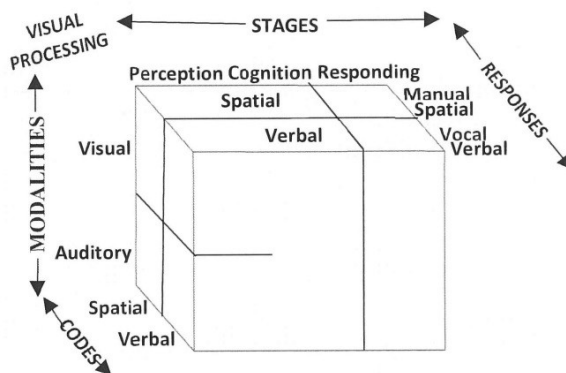 VISUAL
PROCESSING
STAGES
RESPONSES
Perception Cognition Responding
Spatial
Manual
Spatial
Verbal
Vocal
Verbal
MODALITIES
Visual
Auditory
Spatial
Verbal
CODES